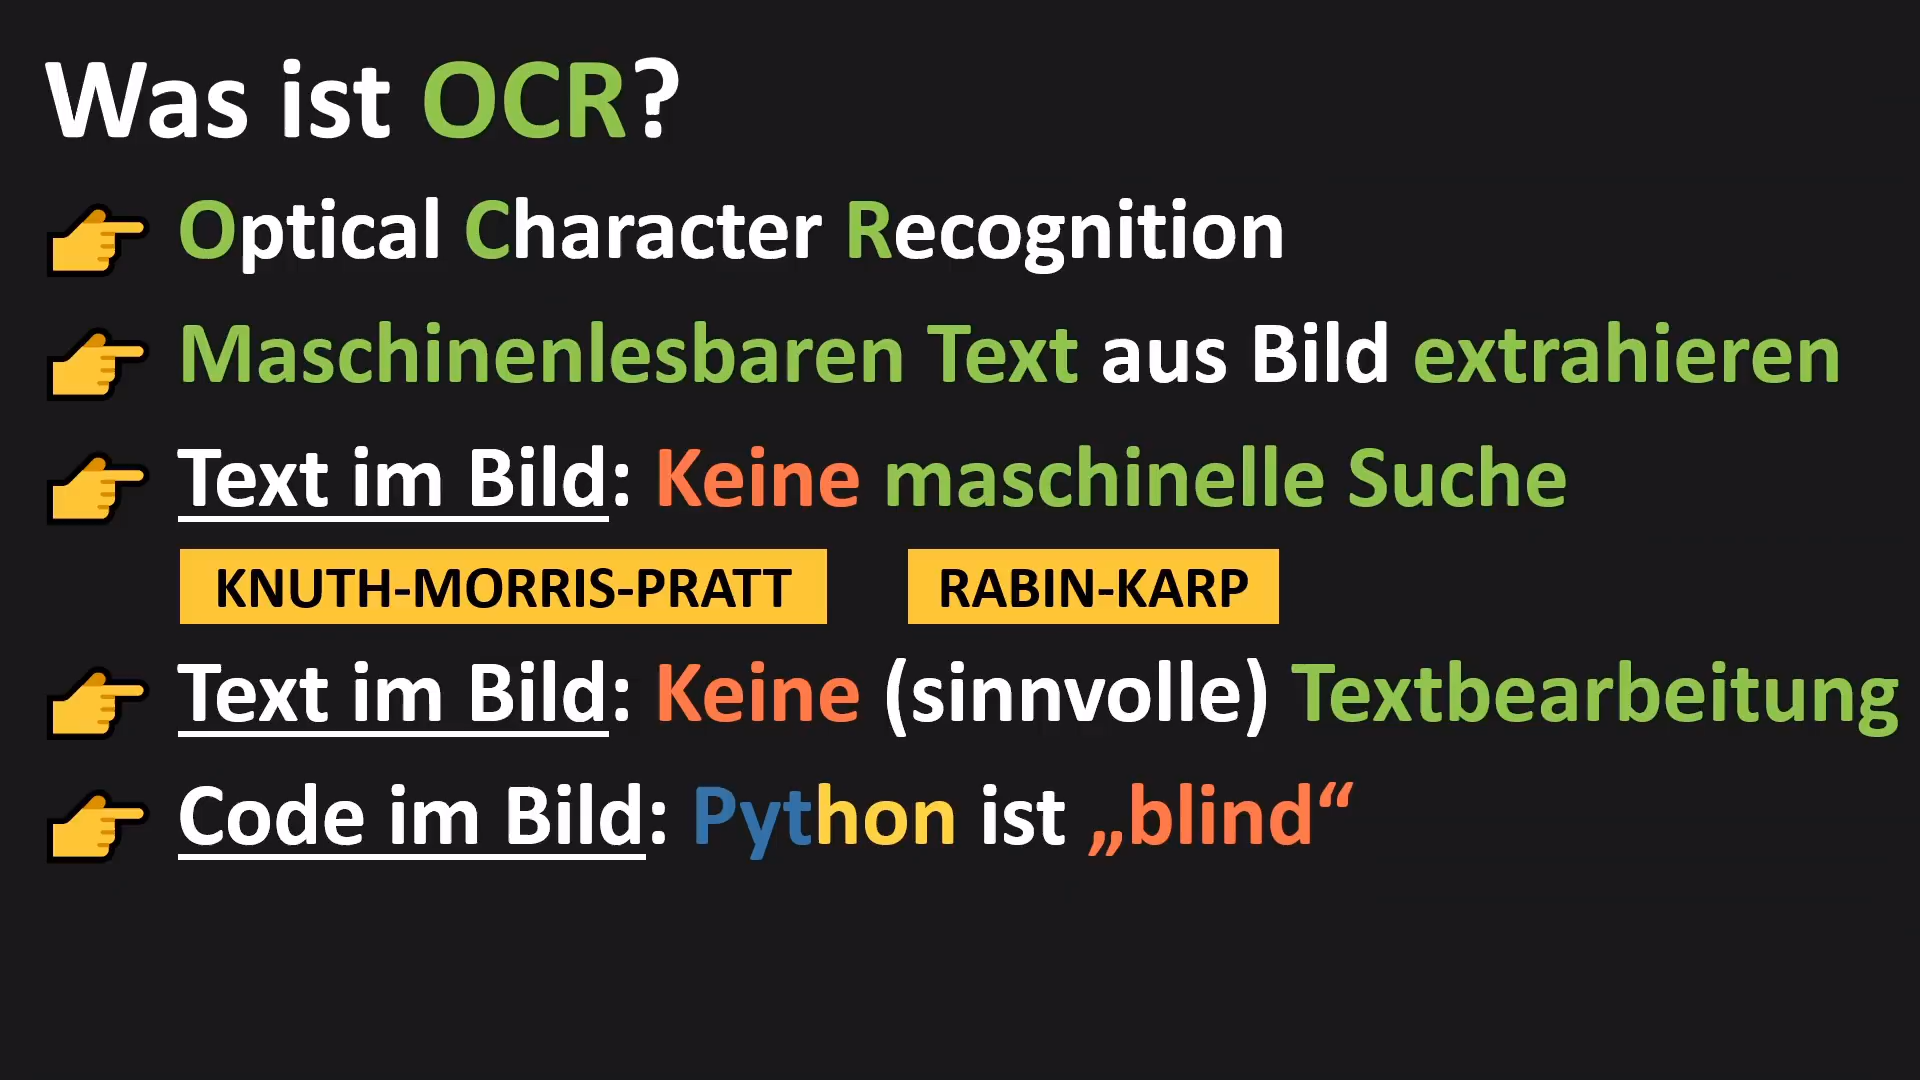 Was ist OCR?
Optical Character Recognition
Maschinenlesbaren Text aus Bild extrahieren
Text im Bild: Keine maschinelle Suche
KNUTH-MORRIS-PRATT RABIN-KARP
Text im Bild: Keine (sinnvolle) Textbearbeitung
Code im Bild: Python ist „blind“